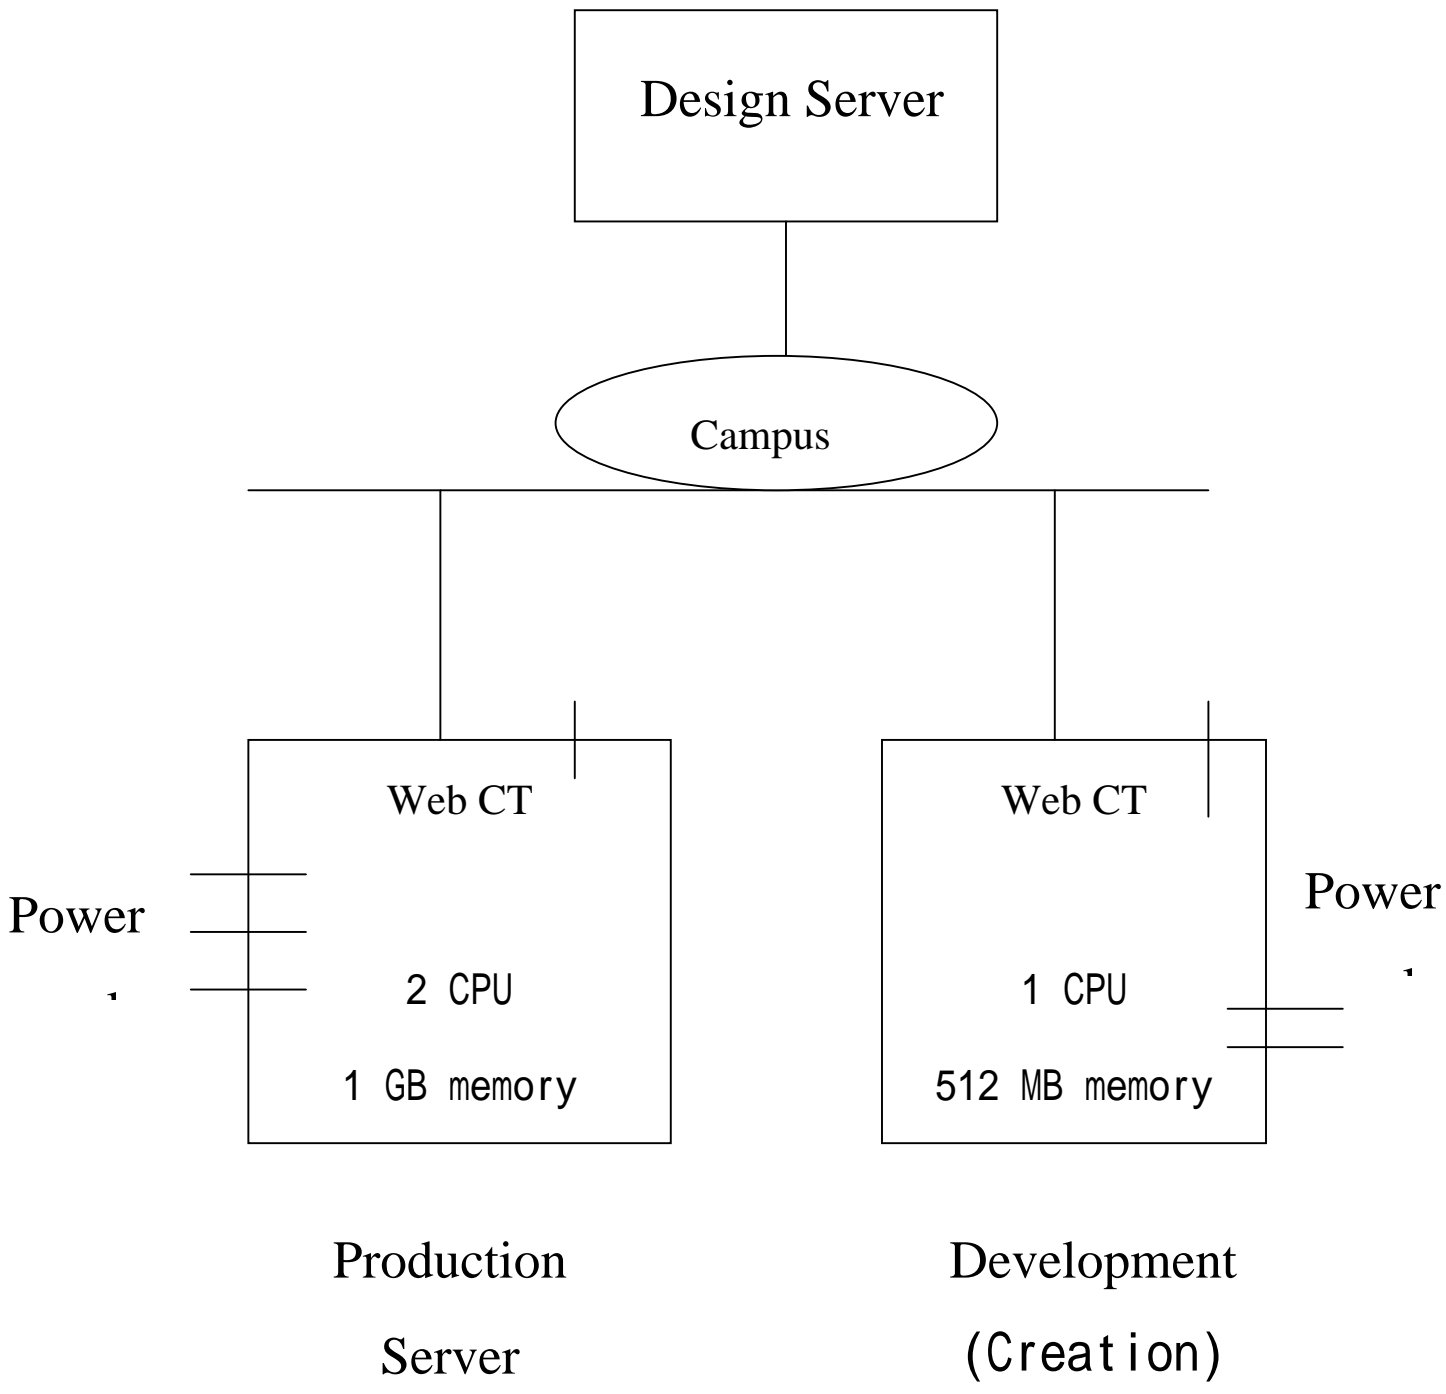 Design Server
Campus
Web CT
Web CT
Power
Power
2 CPU
1 CPU
1 GB memory
512 MB memory
Production
Development
Server
(Creation)